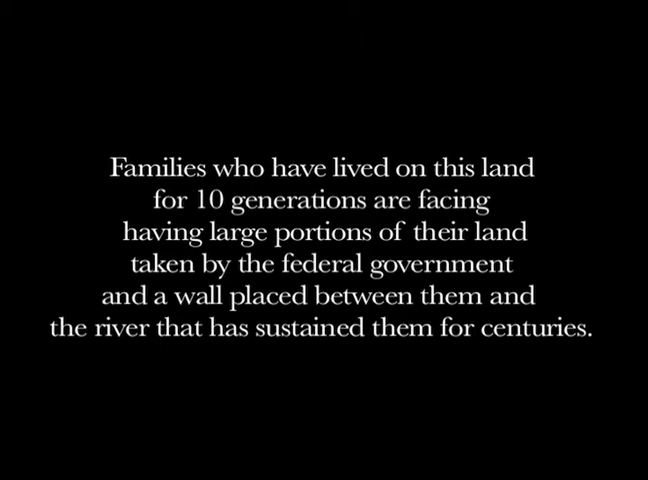 Families who have lived on this land
for 10 generations are facing
having large portions of their land
taken by the federal government
and a wall placed between them and
the river that has sustained them for centuries.